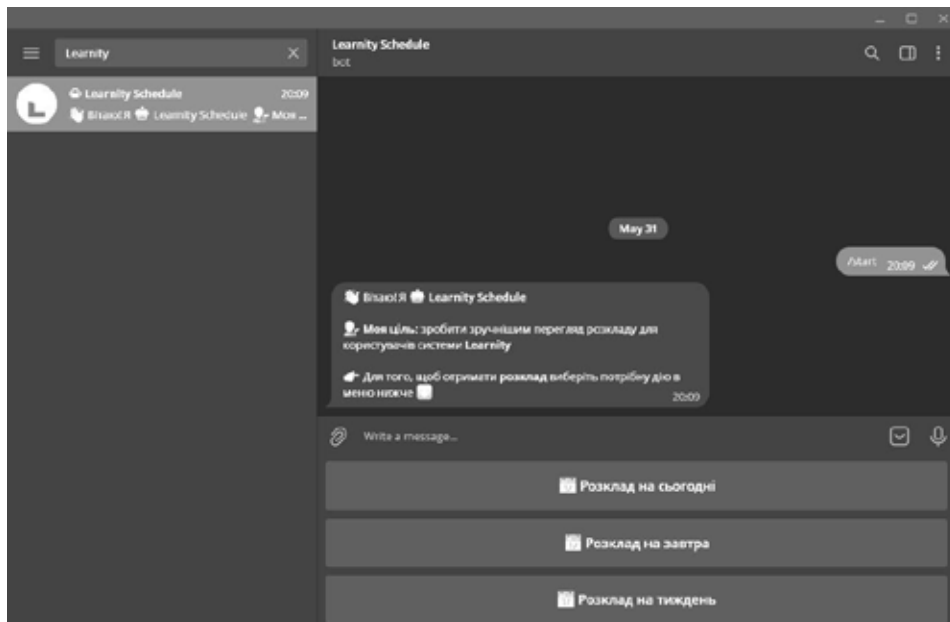 Learnity
Learnity Schedule
bot
Learnity Schedule 20:09
Вітаю! Я Learnity Schedule Моя ...
May 31
/start 20:09
Вітаю! Я Learnity Schedule
Моя ціль: зробити зручнішим перегляд розкладу для
користувачів системи Learnity
Для того, щоб отримати розклад виберіть потрібну дію в
меню нижче
20:09
Write a message...
Розклад на сьогодні
Розклад на завтра
Розклад на тиждень